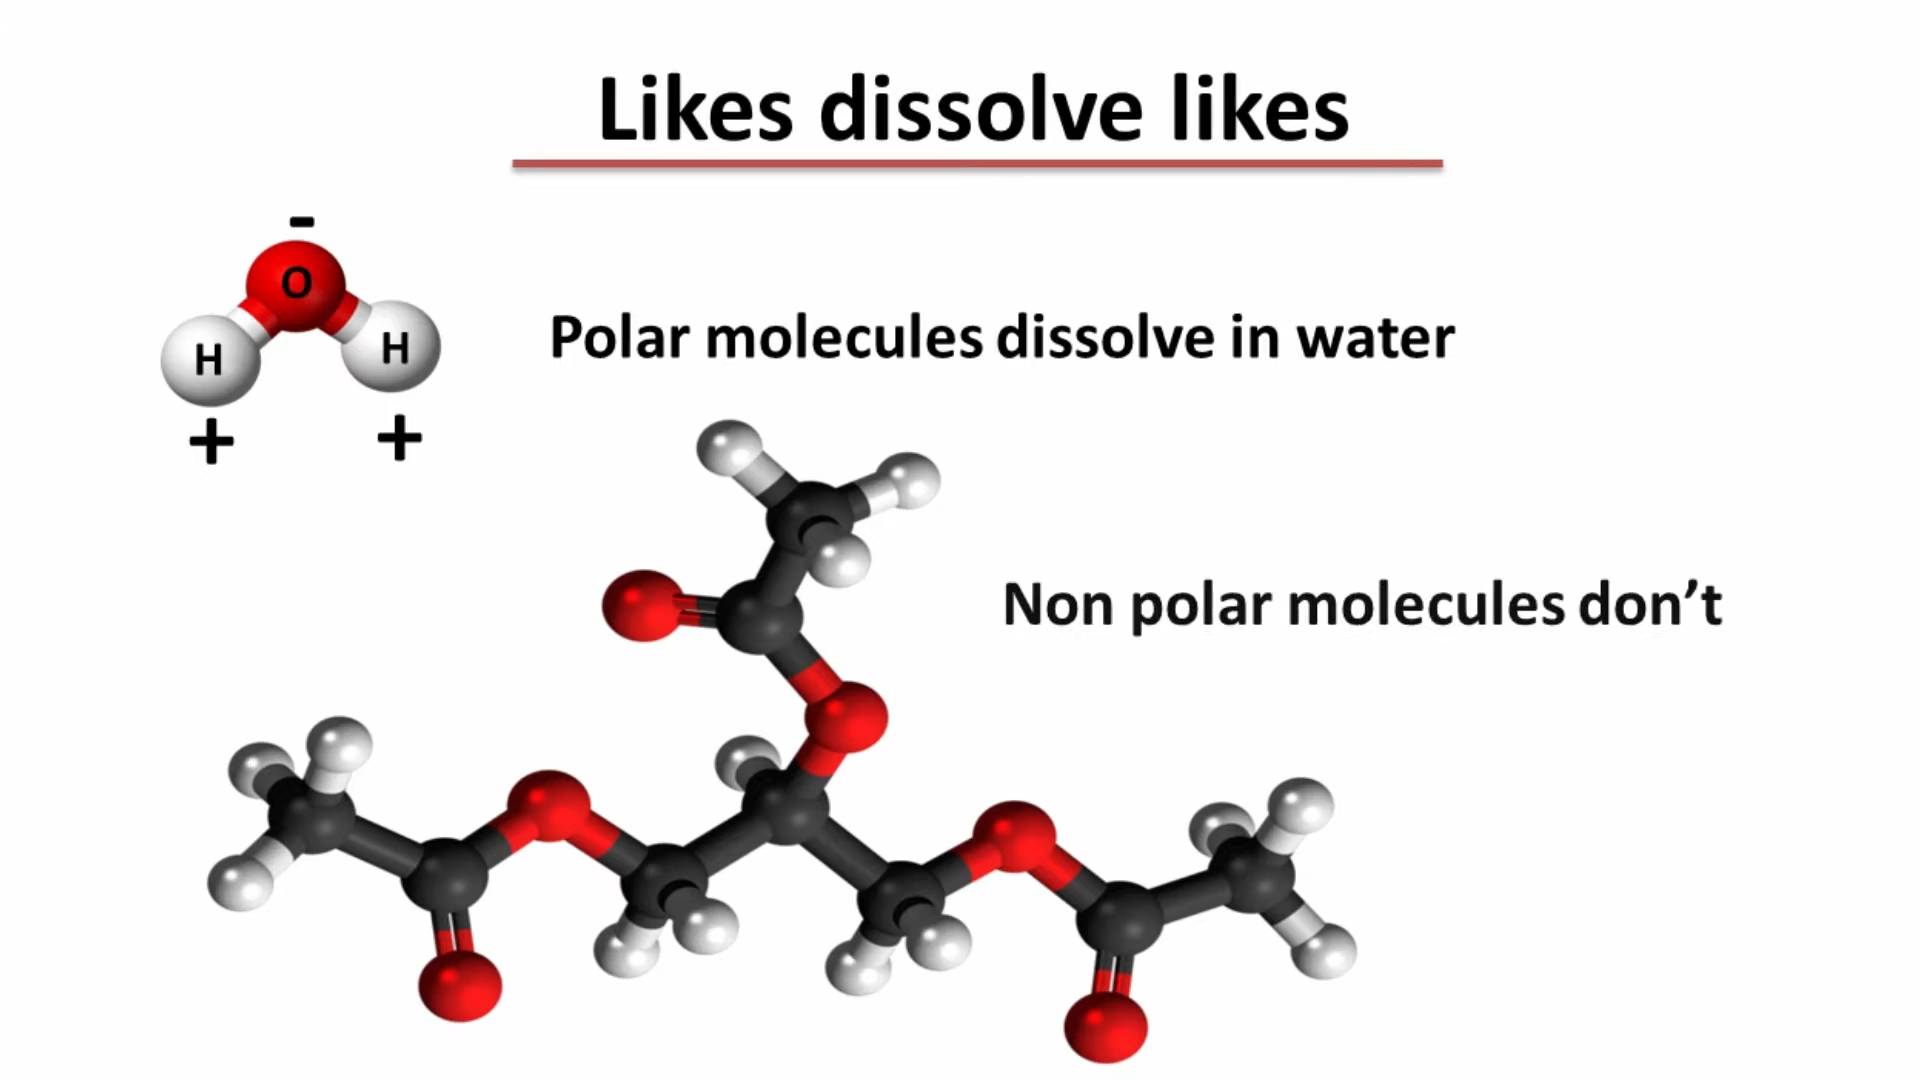 Likes dissolve likes
-
O
H
H
+ +
Polar molecules dissolve in water
Non polar molecules don’t